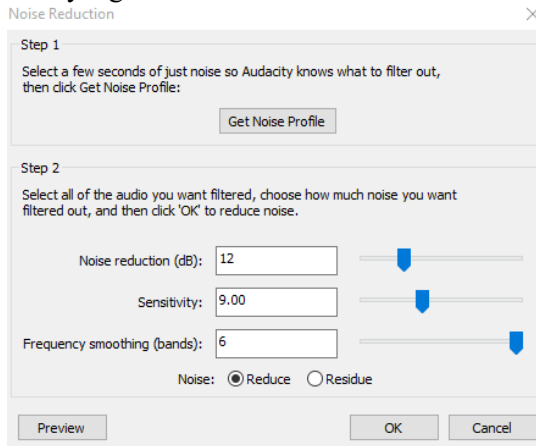 Noise Reduction
Step 1
Select a few seconds of just noise so Audacity knows what to filter out,
then click Get Noise Profile:
Get Noise Profile
Step 2
Select all of the audio you want filtered, choose how much noise you want
filtered out, and then click 'OK' to reduce noise.
Noise reduction (dB): 12
Sensitivity: 9.00
Frequency smoothing (bands): 6
Noise: Reduce Residue
Preview OK Cancel